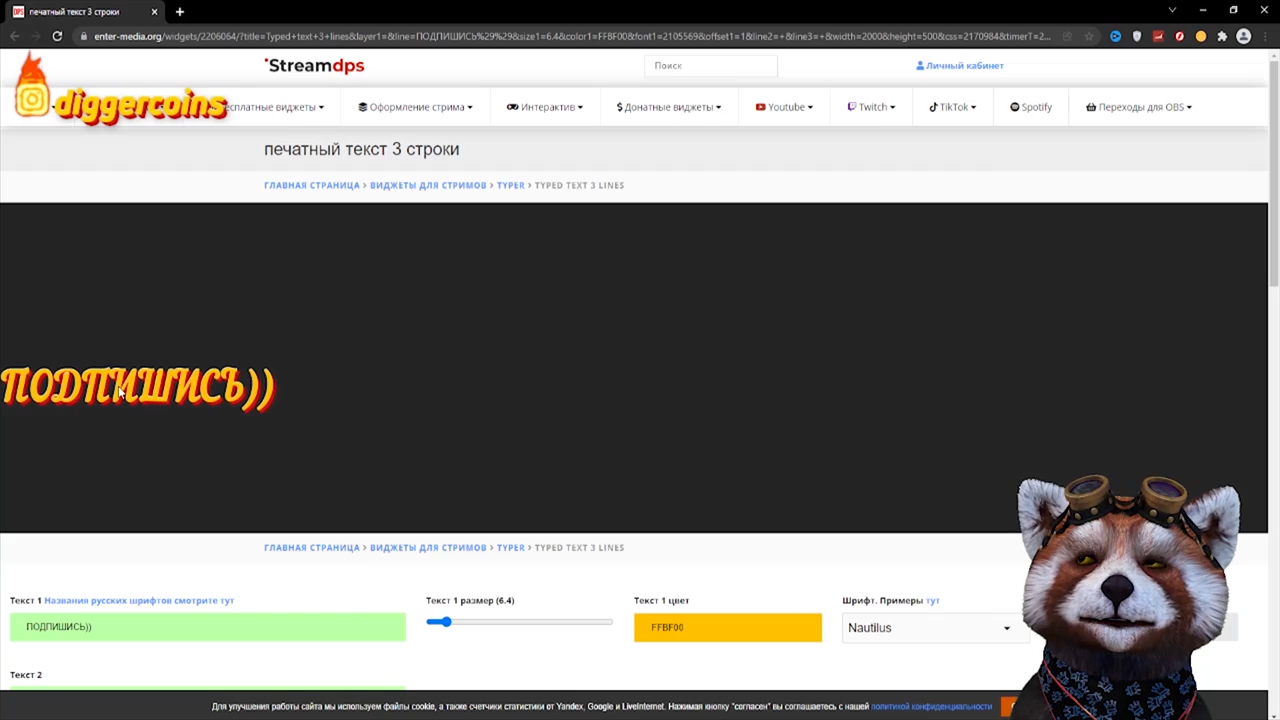 печатный текст 3 строки
enter-media.org/widgets/2206064/?title=Typed+text+3+lines&layer1=&line=ПОДПИШИСЬ%29%29&size1=6.4&color1=FFBF00&font1=2105569&offset1=1&line2=+&line3=+&width=2000&height=500&css=2170984&timerT=2...
Streamdps
Поиск
Личный кабинет
diggercoins
есплатные виджеты
Оформление стрима
Интерактив
$ Донатные виджеты
Youtube
Twitch
TikTok
Spotify
Переходы для OBS
печатный текст 3 строки
ГЛАВНАЯ СТРАНИЦА > ВИДЖЕТЫ ДЛЯ СТРИМОВ > TYPER > TYPED TEXT 3 LINES
ПОДПИШИСЬ))
ГЛАВНАЯ СТРАНИЦА > ВИДЖЕТЫ ДЛЯ СТРИМОВ > TYPER > TYPED TEXT 3 LINES
Текст 1 Названия русских шрифтов смотрите тут
Текст 1 размер (6.4)
Текст 1 цвет
Шрифт. Примеры тут
ПОДПИШИСЬ))
FFBF00
Nautilus
Текст 2
Для улучшения работы сайта мы используем файлы cookie, а также счетчики статистики от Yandex, Google и LiveInternet. Нажимая кнопку "согласен" вы соглашаетесь с нашей политикой конфиденциальности